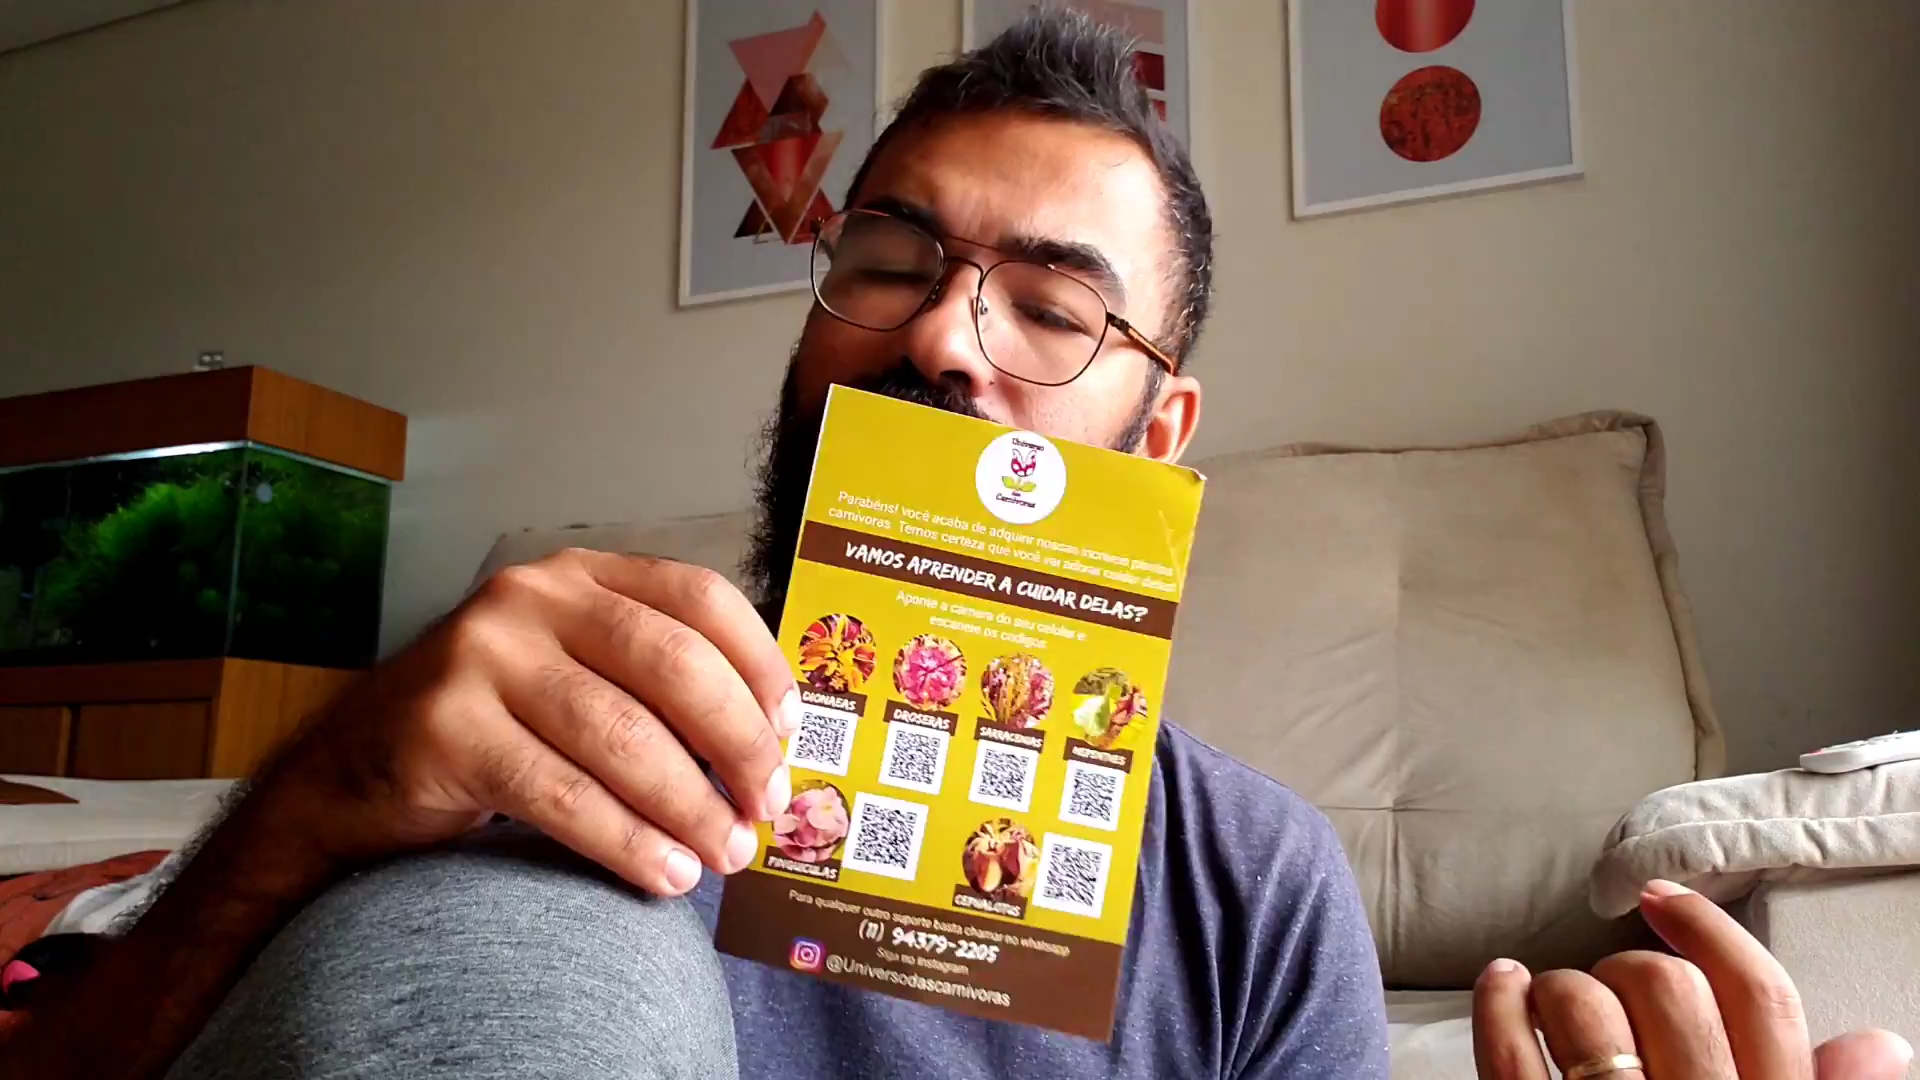 Universo
das
Carnívoras
Parabéns! Você acaba de adquirir nossas incríveis plantas
carnívoras. Temos certeza que você vai adorar cuidar delas!
VAMOS APRENDER A CUIDAR DELAS?
Aponte a câmera do seu celular e
escaneie os códigos
DIONAEAS
DROSERAS
SARRACENIAS
NEPENTHES
PINGUICULAS
CEPHALOTUS
Para qualquer outro suporte basta chamar no whatsapp
(11) 94379-2205
Siga no Instagram
@Universodascarnivoras